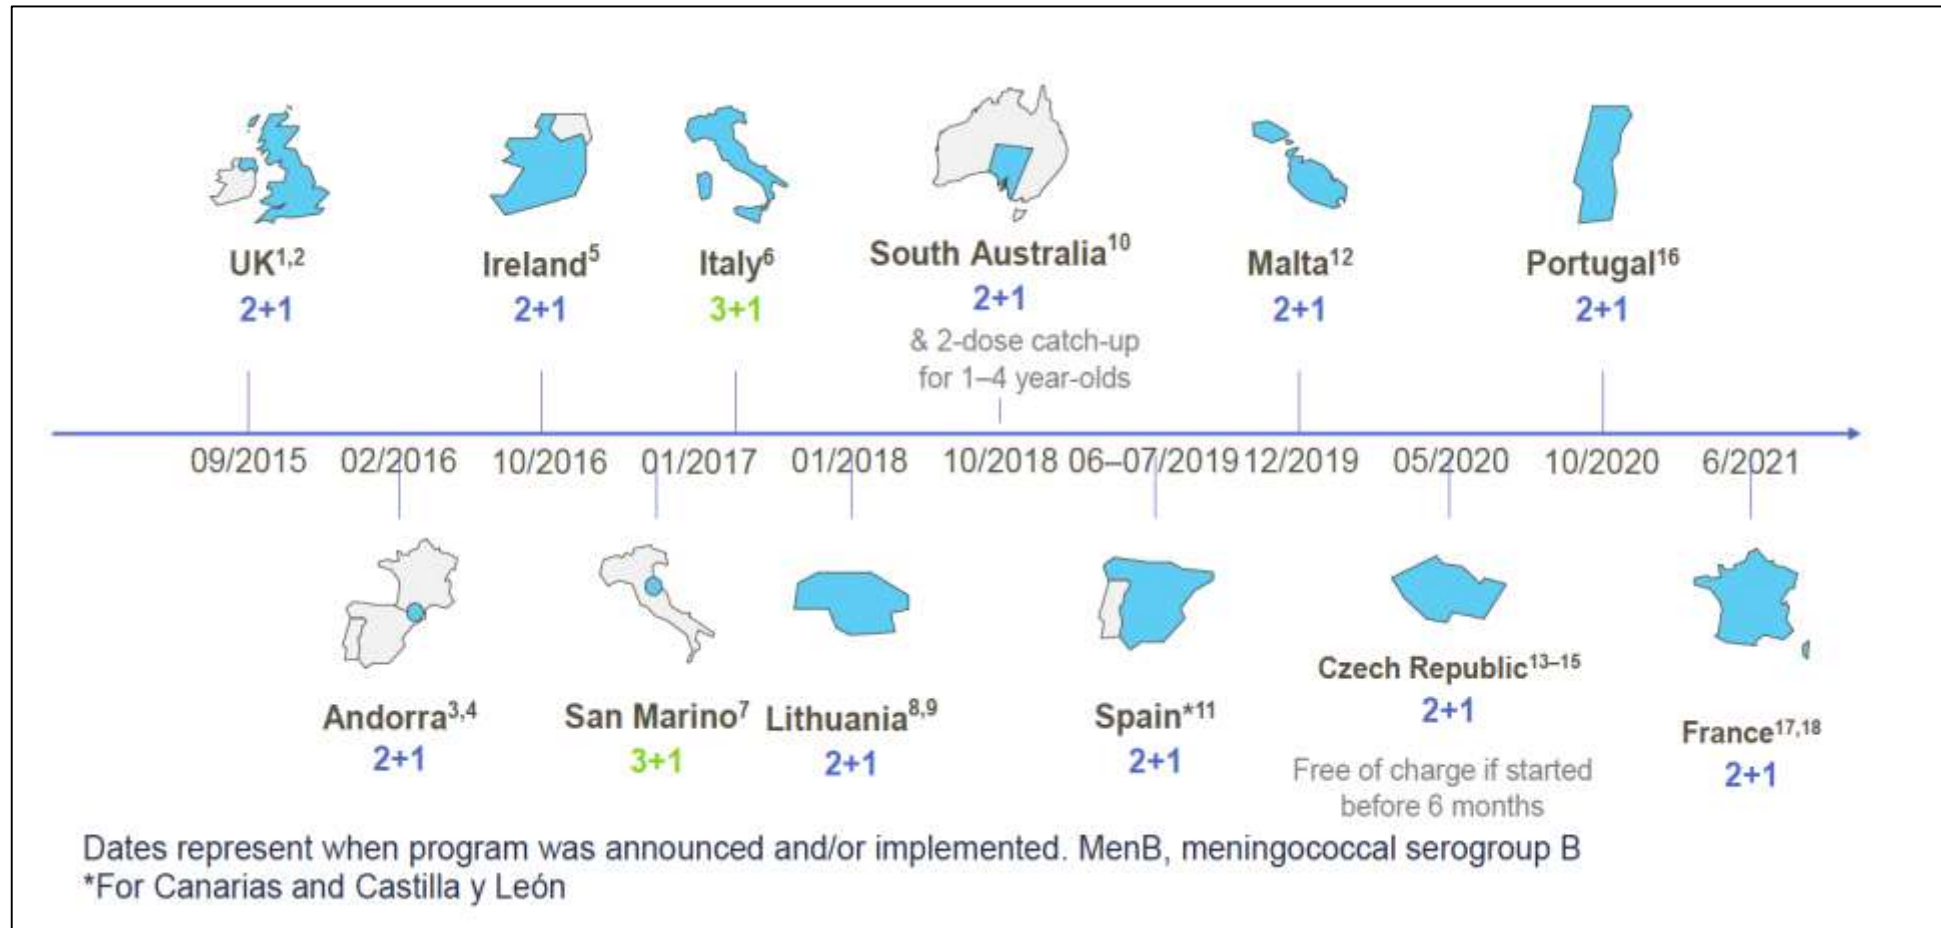 UK1,2
2+1
Ireland5
2+1
Italy6
3+1
South Australia10
2+1
& 2-dose catch-up
for 1–4 year-olds
Malta12
2+1
Portugal16
2+1
09/2015 02/2016 10/2016 01/2017 01/2018 10/2018 06–07/2019 12/2019 05/2020 10/2020 6/2021
Andorra3,4
2+1
San Marino7
3+1
Lithuania8,9
2+1
Spain*11
2+1
Czech Republic13–15
2+1
Free of charge if started
before 6 months
France17,18
2+1
Dates represent when program was announced and/or implemented. MenB, meningococcal serogroup B
*For Canarias and Castilla y León